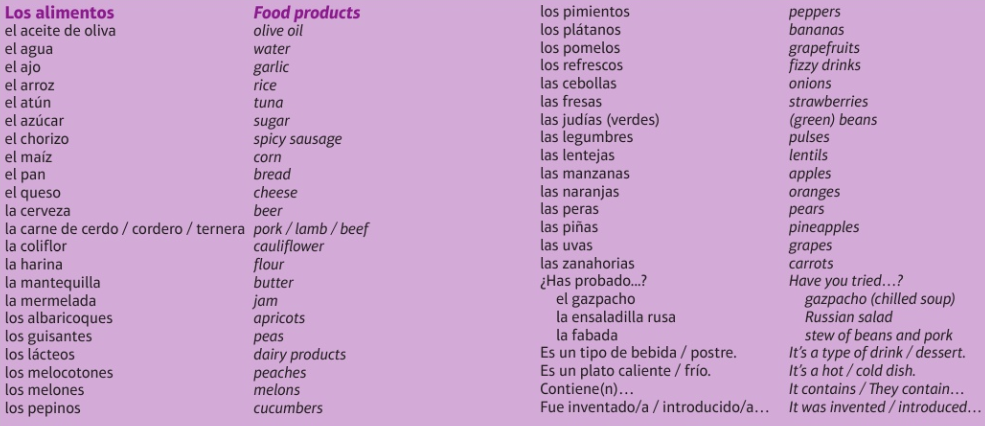 Los alimentos Food products
el aceite de oliva olive oil
el agua water
el ajo garlic
el arroz rice
el atún tuna
el azúcar sugar
el chorizo spicy sausage
el maíz corn
el pan bread
el queso cheese
la cerveza beer
la carne de cerdo / cordero / ternera pork / lamb / beef
la coliflor cauliflower
la harina flour
la mantequilla butter
la mermelada jam
los albaricoques apricots
los guisantes peas
los lácteos dairy products
los melocotones peaches
los melones melons
los pepinos cucumbers
los pimientos peppers
los plátanos bananas
los pomelos grapefruits
los refrescos fizzy drinks
las cebollas onions
las fresas strawberries
las judías (verdes) (green) beans
las legumbres pulses
las lentejas lentils
las manzanas apples
las naranjas oranges
las peras pears
las piñas pineapples
las uvas grapes
las zanahorias carrots
¿Has probado...? Have you tried…?
el gazpacho gazpacho (chilled soup)
la ensaladilla rusa Russian salad
la fabada stew of beans and pork
Es un tipo de bebida / postre. It's a type of drink / dessert.
Es un plato caliente / frío. It's a hot / cold dish.
Contiene(n)… It contains / They contain…
Fue inventado/a / introducido/a… It was invented / introduced…